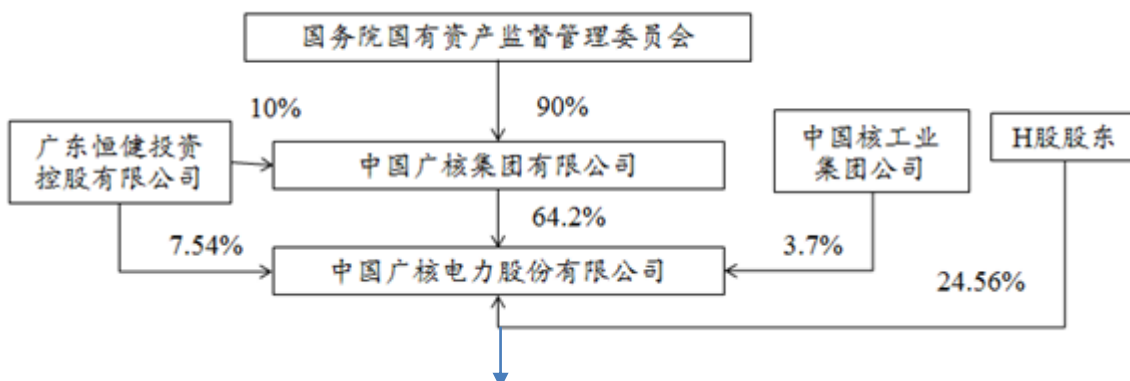 国务院国有资产监督管理委员会
10%
90%
广东恒健投资
控股有限公司
中国广核集团有限公司
中国核工业
集团公司
H股股东
64.2%
7.54%
3.7%
中国广核电力股份有限公司
24.56%